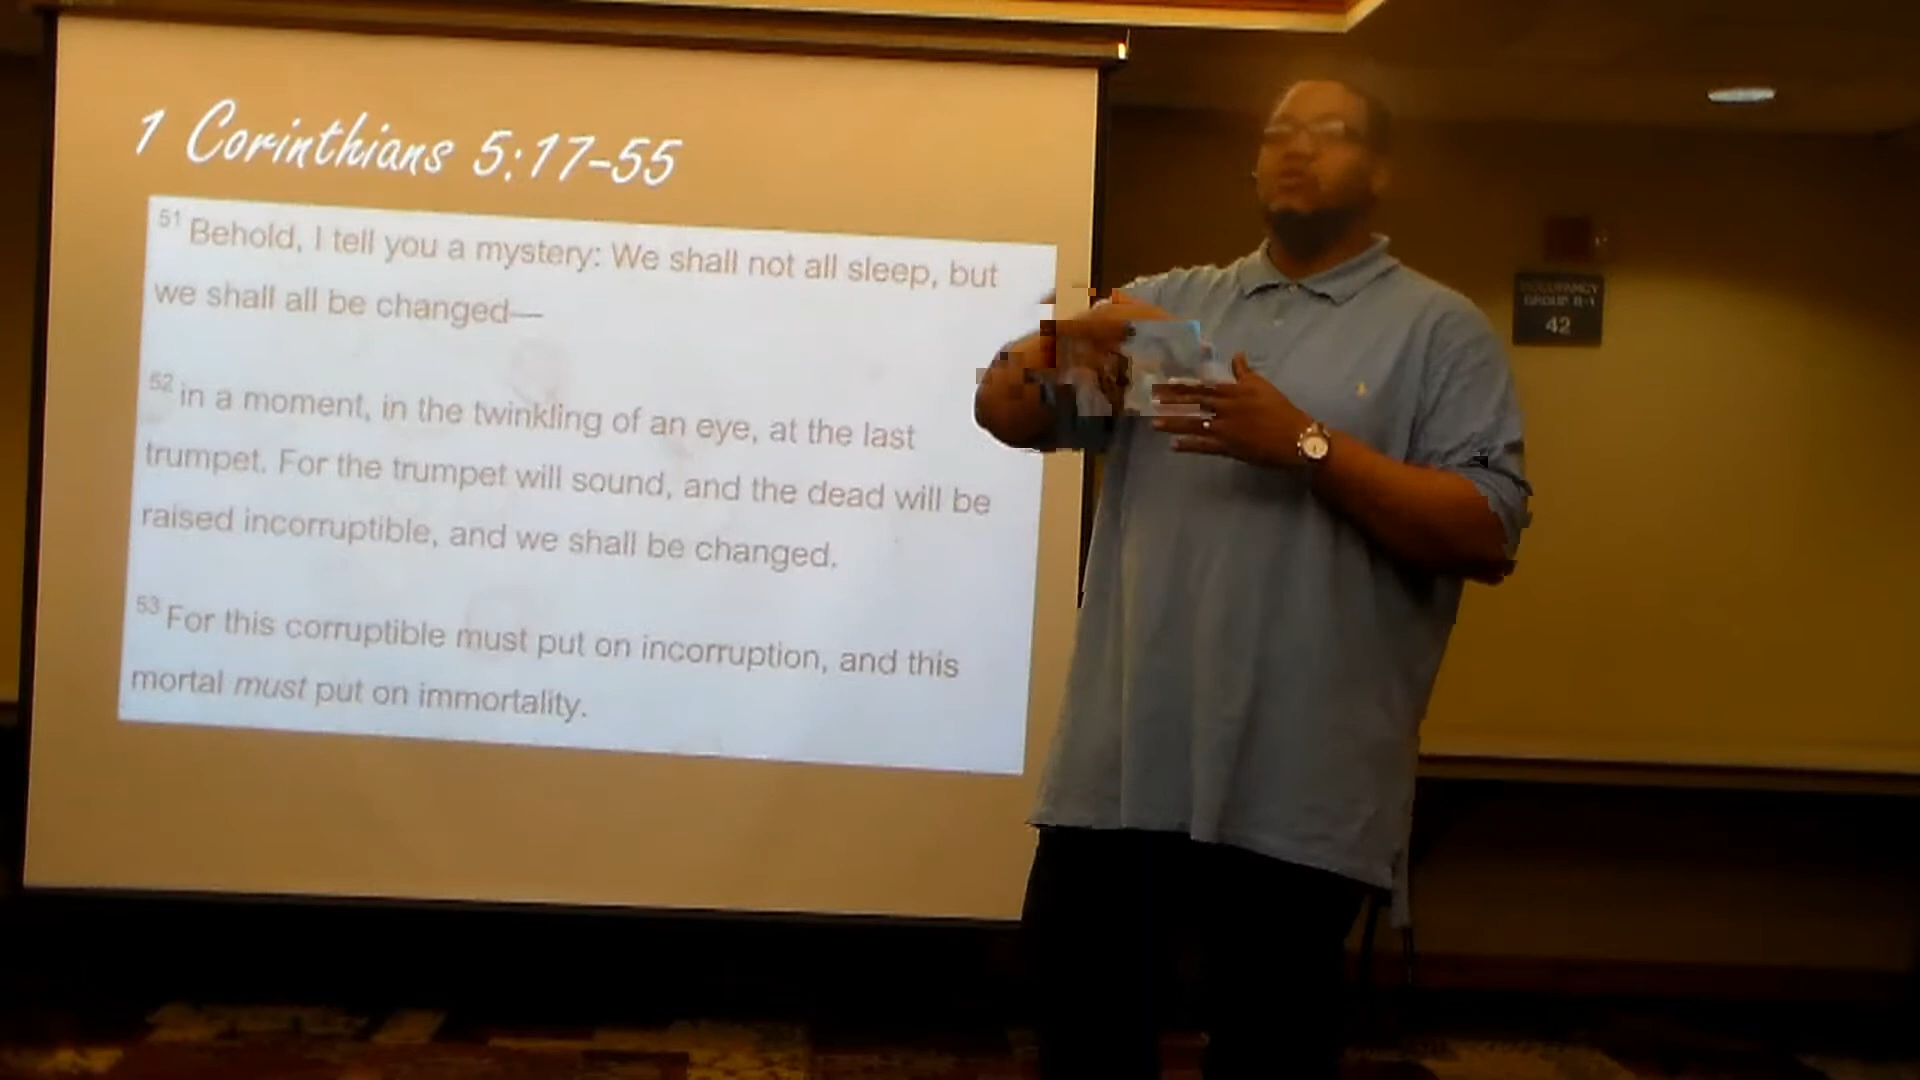 1 Corinthians 5:17-55
51 Behold, I tell you a mystery: We shall not all sleep, but
we shall all be changed—
52 in a moment, in the twinkling of an eye, at the last
trumpet. For the trumpet will sound, and the dead will be
raised incorruptible, and we shall be changed.
53 For this corruptible must put on incorruption, and this
mortal must put on immortality.
OCCUPANCY
GROUP B-1
42